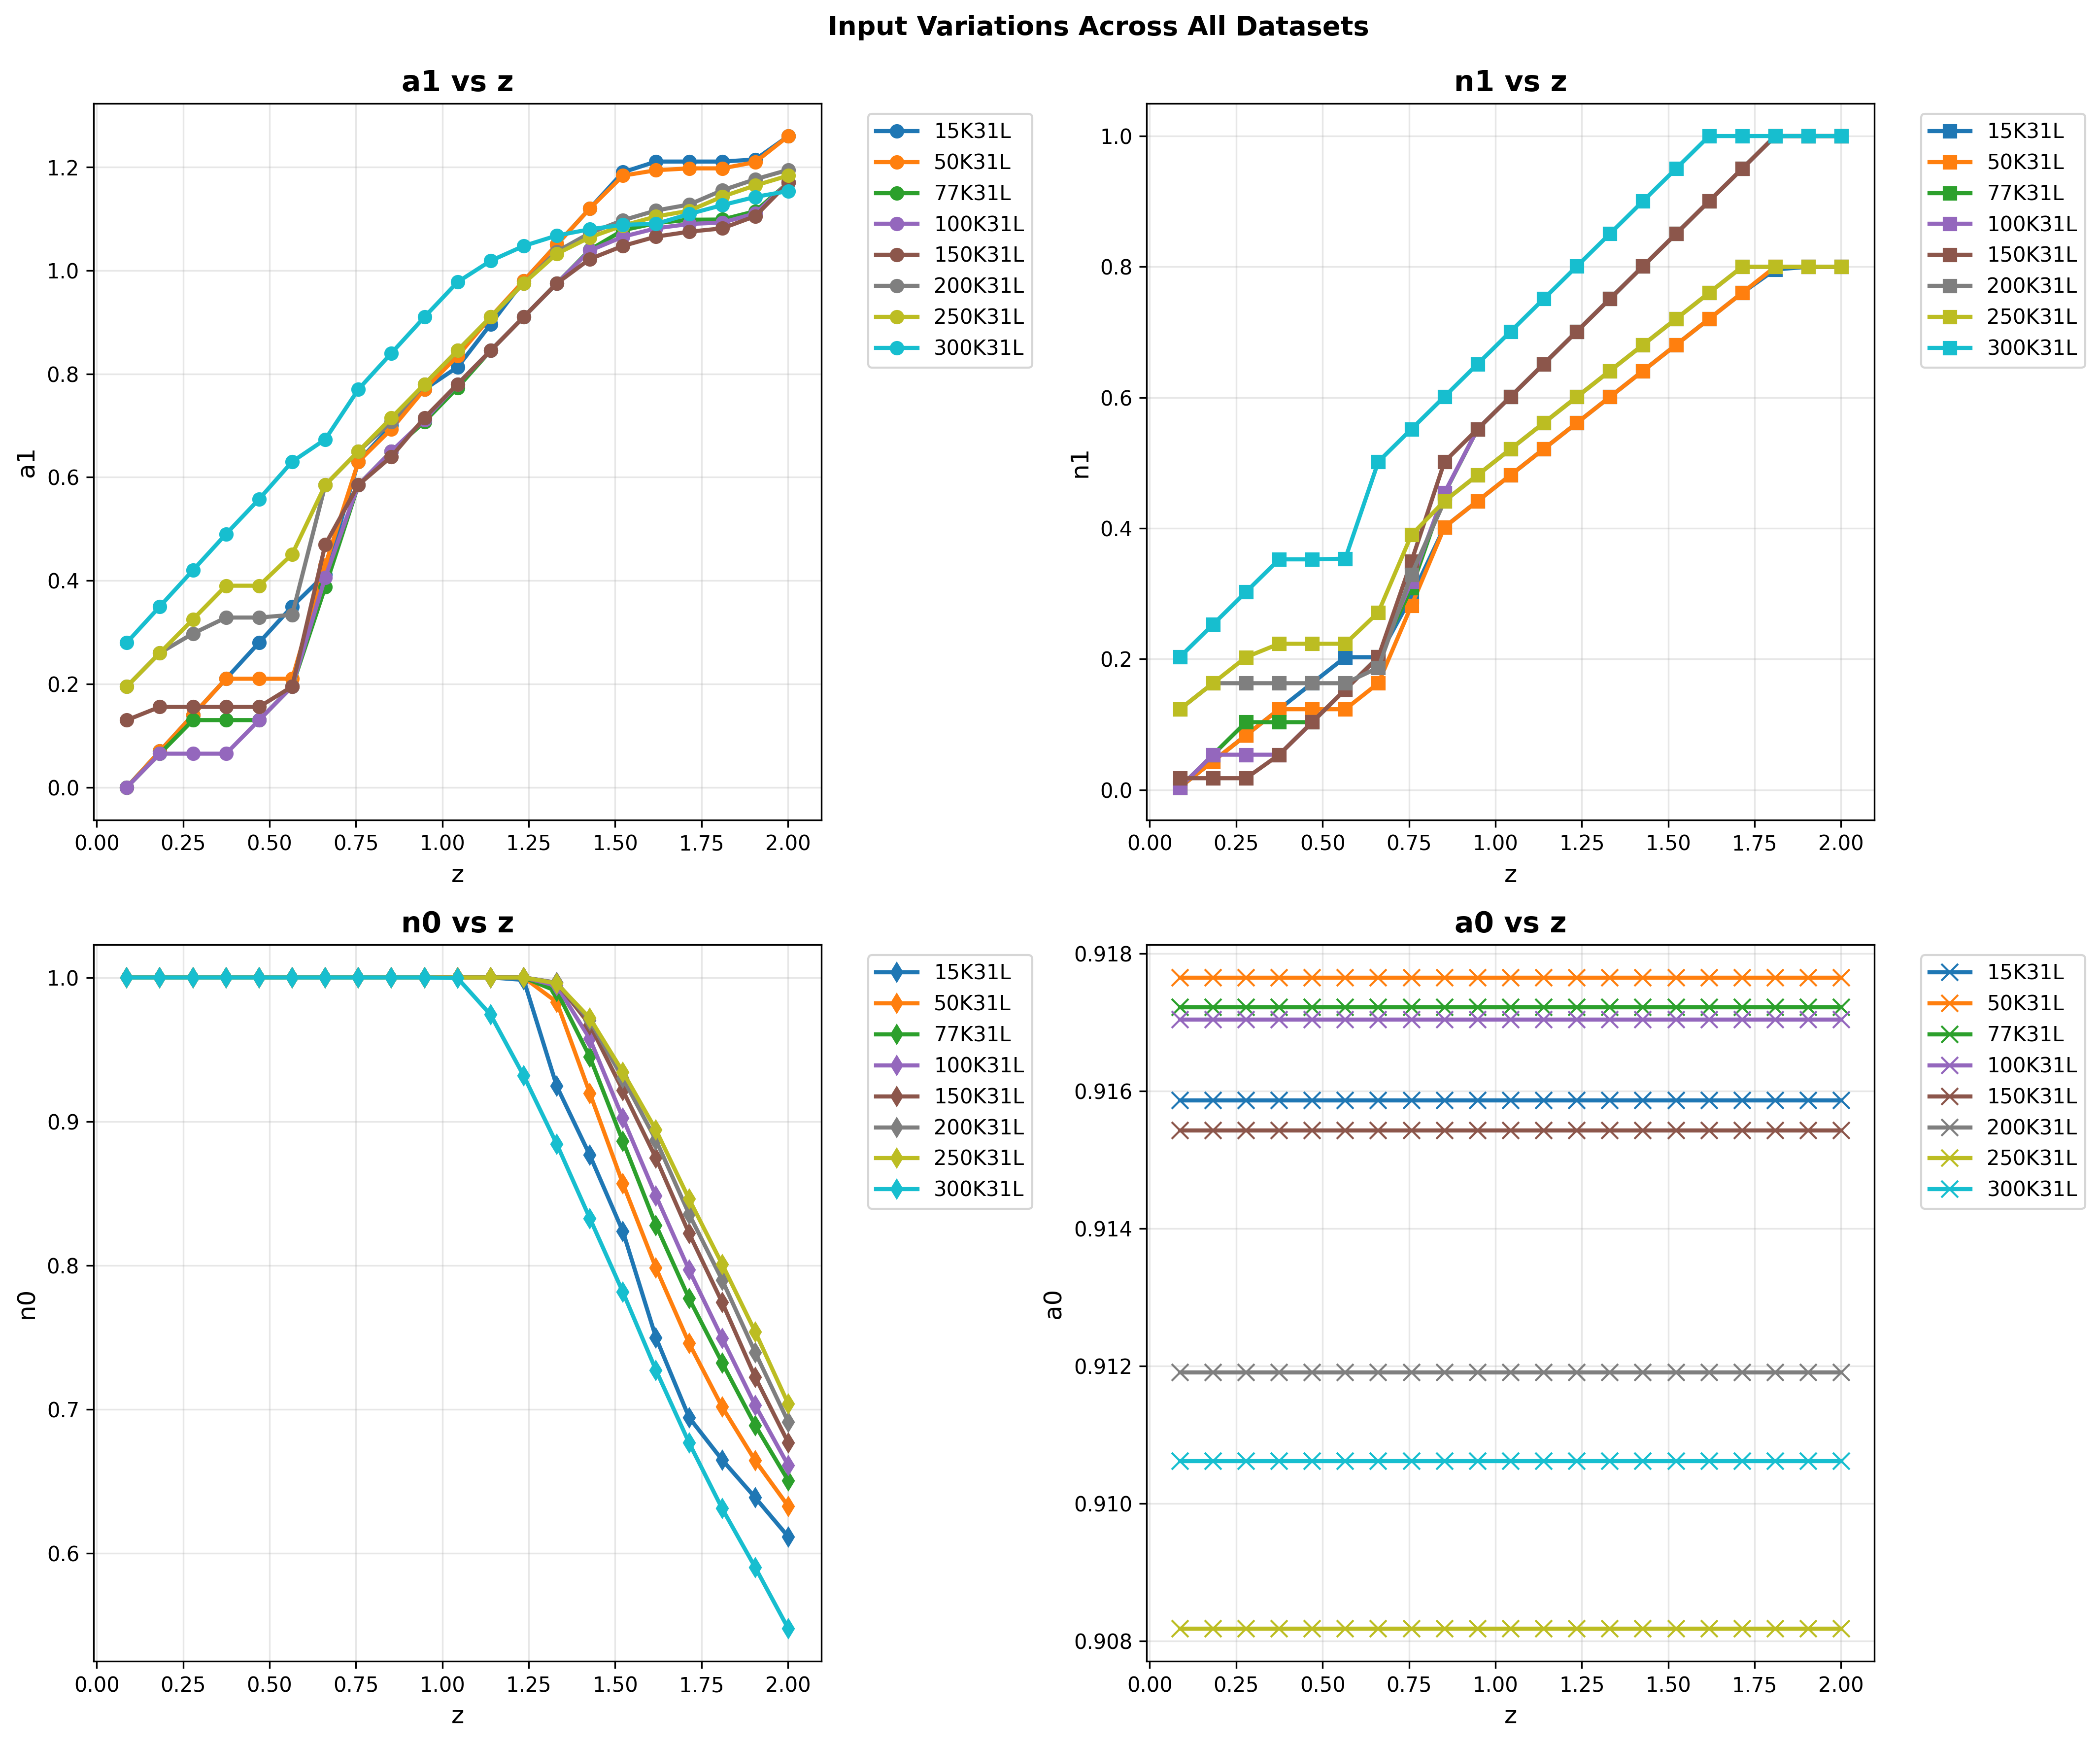 Input Variations Across All Datasets
a1 vs z
a1
1.2
1.0
0.8
0.6
0.4
0.2
0.0
0.00 0.25 0.50 0.75 1.00 1.25 1.50 1.75 2.00
z
15K31L
50K31L
77K31L
100K31L
150K31L
200K31L
250K31L
300K31L
n1 vs z
n1
1.0
0.8
0.6
0.4
0.2
0.0
0.00 0.25 0.50 0.75 1.00 1.25 1.50 1.75 2.00
z
15K31L
50K31L
77K31L
100K31L
150K31L
200K31L
250K31L
300K31L
n0 vs z
n0
1.0
0.9
0.8
0.7
0.6
0.00 0.25 0.50 0.75 1.00 1.25 1.50 1.75 2.00
z
15K31L
50K31L
77K31L
100K31L
150K31L
200K31L
250K31L
300K31L
a0 vs z
a0
0.918
0.916
0.914
0.912
0.910
0.908
0.00 0.25 0.50 0.75 1.00 1.25 1.50 1.75 2.00
z
15K31L
50K31L
77K31L
100K31L
150K31L
200K31L
250K31L
300K31L